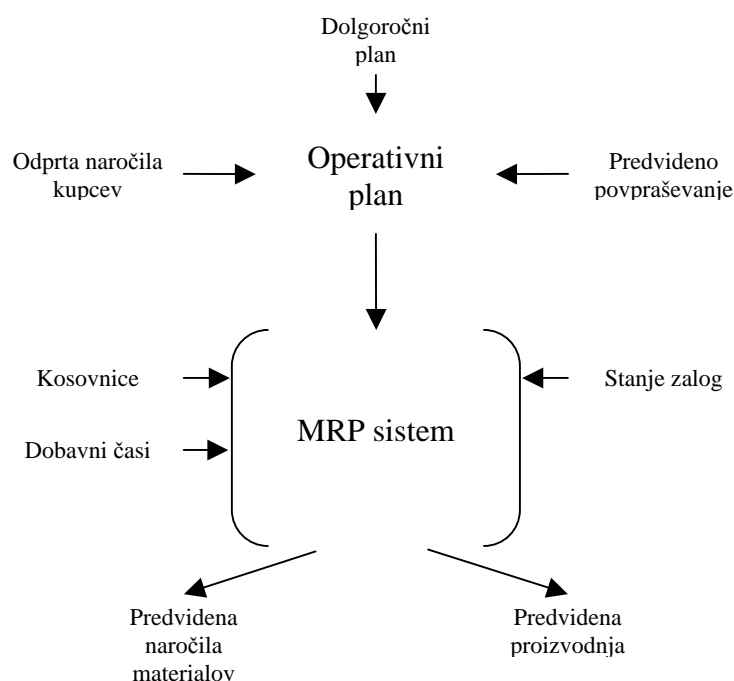 Dolgoročni
plan
Odprta naročila
kupcev
Operativni
plan
Predvideno
povpraševanje
Kosovnice
Stanje zalog
MRP sistem
Dobavni časi
Predvidena
naročila
materialov
Predvidena
proizvodnja